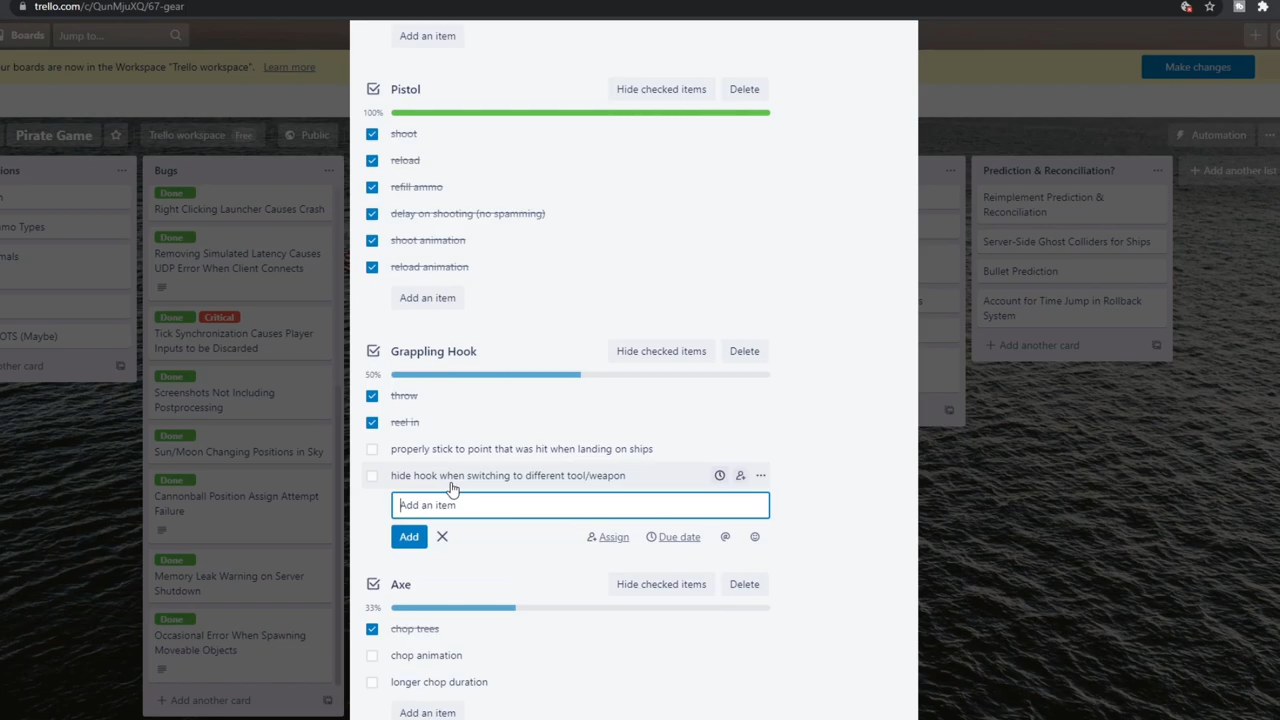 trello.com/c/QunMjuXQ/67-gear
Boards
Jump to...
ur boards are now in the Workspace "Trello workspace". Learn more
Make changes
Pirate Game
Trello workspace Free
Public
Automation
Add an item
Pistol
Hide checked items
Delete
100%
shoot
reload
refill ammo
delay on shooting (no spamming)
shoot animation
reload animation
Add an item
Grappling Hook
Hide checked items
Delete
50%
throw
reel in
properly stick to point that was hit when landing on ships
hide hook when switching to different tool/weapon
Add an item
Add
Assign
Due date
Axe
Hide checked items
Delete
33%
chop trees
chop animation
longer chop duration
Add an item
ions
mo Types
mals
OTS (Maybe)
other card
Bugs
Done
Right Clicking Launcher Causes Crash
Done
Removing Simulated Latency Causes
UDP Error When Client Connects
Done Critical
Tick Synchronization Causes Player
Inputs to be Discarded
Done
Screenshots Not Including
Postprocessing
Done
Sun/Moon Changing Positions in Sky
Done
Cannonball Position Assign Attempt
Failure
Done
Memory Leak Warning on Server
Shutdown
Done
Occasional Error When Spawning
Moveable Objects
+ Add another card
Prediction & Reconciliation?
Reimplement Prediction &
Reconciliation
Server-Side Ghost Colliders for Ships
Bullet Prediction
Account for Time Jump in Rollback
System
+ Add another card
+ Add another list